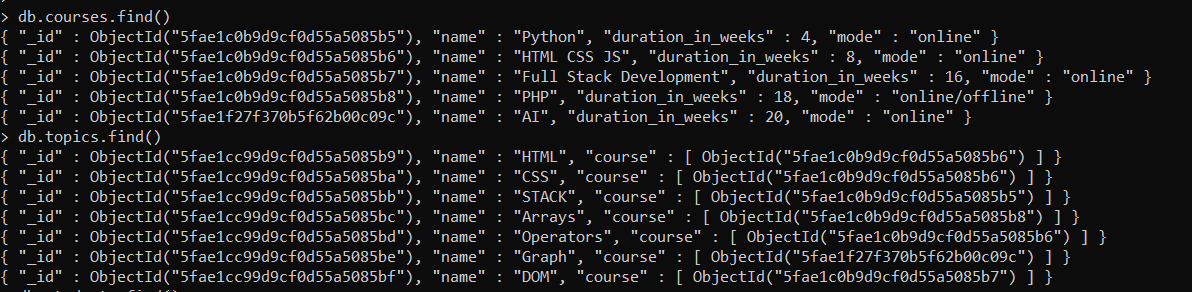 > db.courses.find()
{ "_id" : ObjectId("5fae1c0b9d9cf0d55a5085b5"), "name" : "Python", "duration_in_weeks" : 4, "mode" : "online" }
{ "_id" : ObjectId("5fae1c0b9d9cf0d55a5085b6"), "name" : "HTML CSS JS", "duration_in_weeks" : 8, "mode" : "online" }
{ "_id" : ObjectId("5fae1c0b9d9cf0d55a5085b7"), "name" : "Full Stack Development", "duration_in_weeks" : 16, "mode" : "online" }
{ "_id" : ObjectId("5fae1c0b9d9cf0d55a5085b8"), "name" : "PHP", "duration_in_weeks" : 18, "mode" : "online/offline" }
{ "_id" : ObjectId("5fae1f27f370b5f62b00c09c"), "name" : "AI", "duration_in_weeks" : 20, "mode" : "online" }
> db.topics.find()
{ "_id" : ObjectId("5fae1cc99d9cf0d55a5085b9"), "name" : "HTML", "course" : [ ObjectId("5fae1c0b9d9cf0d55a5085b6") ] }
{ "_id" : ObjectId("5fae1cc99d9cf0d55a5085ba"), "name" : "CSS", "course" : [ ObjectId("5fae1c0b9d9cf0d55a5085b6") ] }
{ "_id" : ObjectId("5fae1cc99d9cf0d55a5085bb"), "name" : "STACK", "course" : [ ObjectId("5fae1c0b9d9cf0d55a5085b5") ] }
{ "_id" : ObjectId("5fae1cc99d9cf0d55a5085bc"), "name" : "Arrays", "course" : [ ObjectId("5fae1c0b9d9cf0d55a5085b8") ] }
{ "_id" : ObjectId("5fae1cc99d9cf0d55a5085bd"), "name" : "Operators", "course" : [ ObjectId("5fae1c0b9d9cf0d55a5085b6") ] }
{ "_id" : ObjectId("5fae1cc99d9cf0d55a5085be"), "name" : "Graph", "course" : [ ObjectId("5fae1f27f370b5f62b00c09c") ] }
{ "_id" : ObjectId("5fae1cc99d9cf0d55a5085bf"), "name" : "DOM", "course" : [ ObjectId("5fae1c0b9d9cf0d55a5085b7") ] }